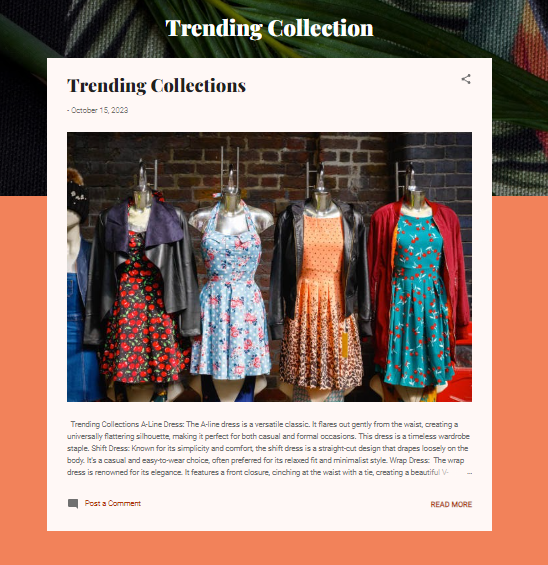 Trending Collection
Trending Collections
- October 15, 2023
Trending Collections A-Line Dress: The A-line dress is a versatile classic. It flares out gently from the waist, creating a
universally flattering silhouette, making it perfect for both casual and formal occasions. This dress is a timeless wardrobe
staple. Shift Dress: Known for its simplicity and comfort, the shift dress is a straight-cut design that drapes loosely on the
body. It's a casual and easy-to-wear choice, often preferred for its relaxed fit and minimalist style. Wrap Dress:  The wrap
dress is renowned for its elegance. It features a front closure, cinching at the waist with a tie, creating a beautiful V- ...
Post a Comment
READ MORE